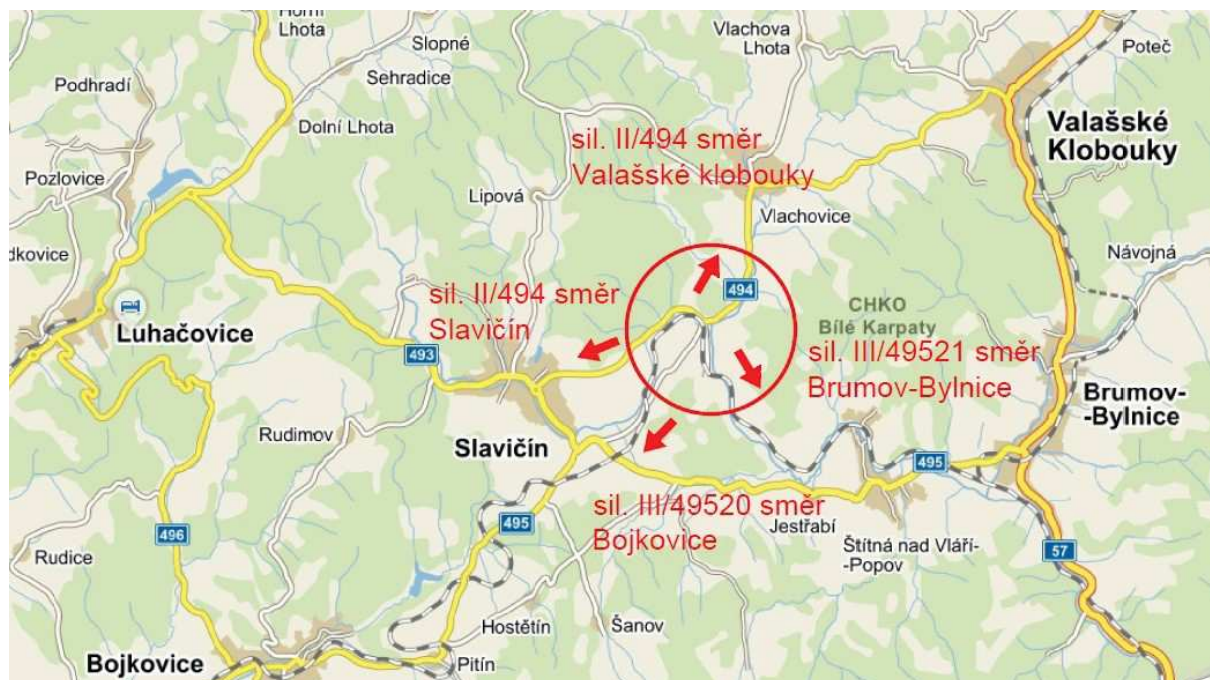 Horní
Lhota
Slopné
Vlachova
Lhota
Poteč
Podhradí
Sehradice
Dolní Lhota
Valašské
Klobouky
sil. II/494 směr
Valašské klobouky
Pozlovice
Lipová
Vlachovice
dkovice
Návojná
494
CHKO
Bílé Karpaty
sil. II/494 směr
Slavičín
Luhačovice
493
sil. III/49521 směr
Brumov-Bylnice
Brumov-
-Bylnice
Rudimov
Slavičín
495
sil. III/49520 směr
Bojkovice
495
496
Jestřabí
Štítná nad Vláří-
-Popov
57
Rudice
Hostětín
Šanov
Bojkovice
Pitín